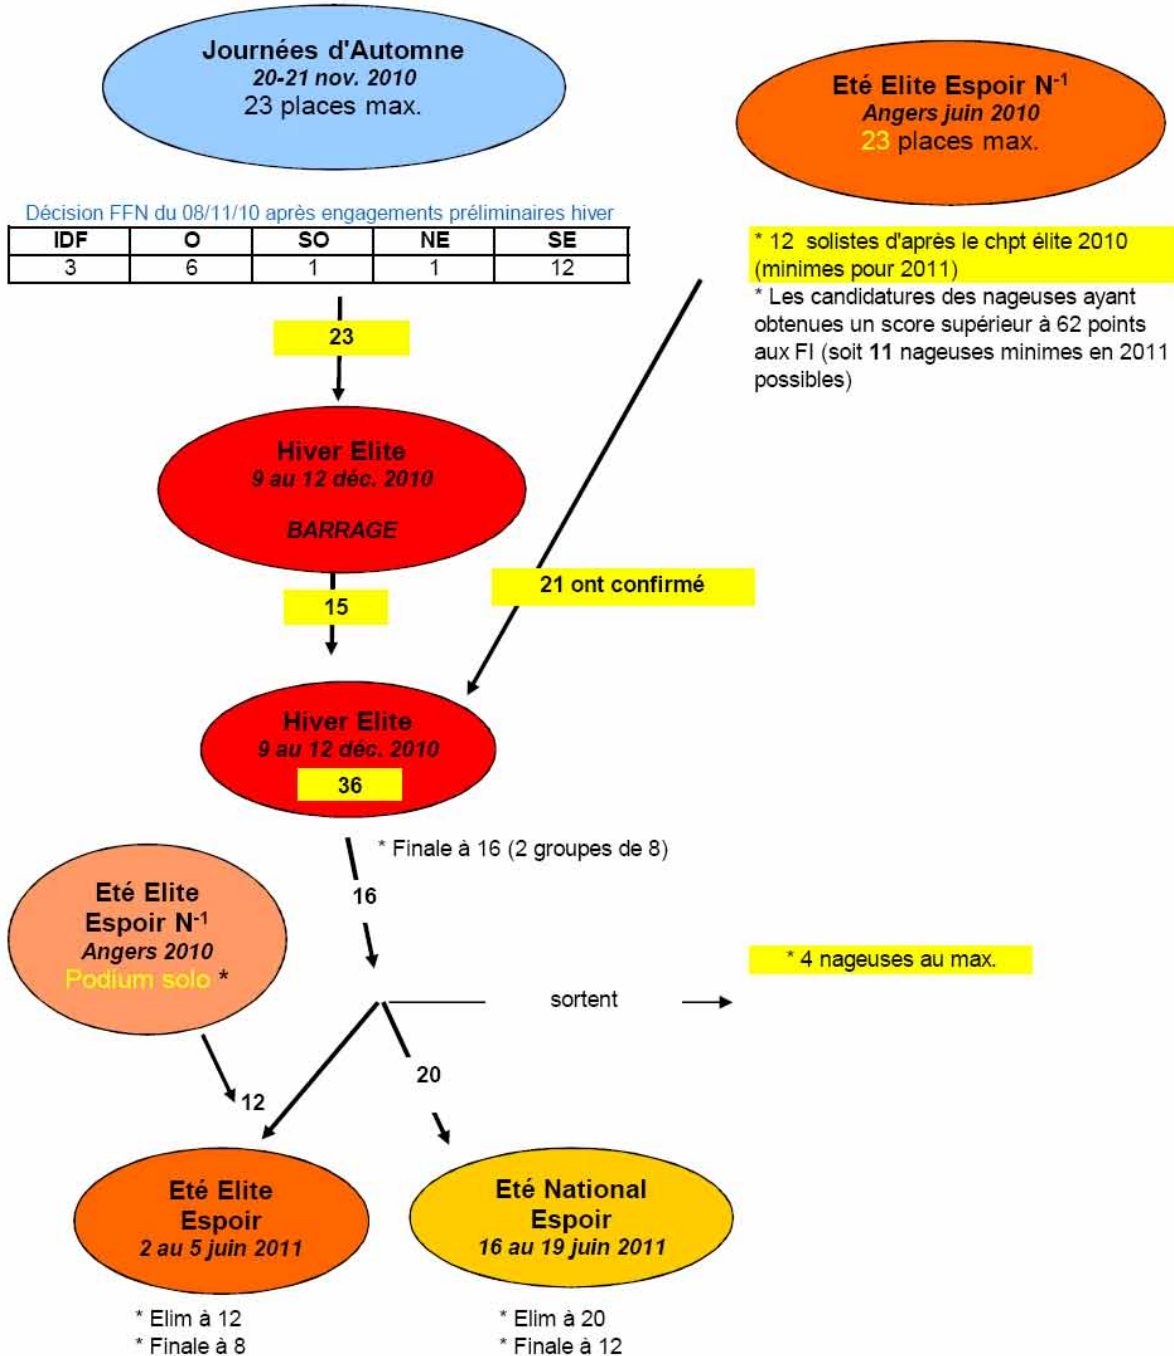 Journées d'Automne
20-21 nov. 2010
23 places max.
Eté Elite Espoir N-1
Angers juin 2010
23 places max.
Décision FFN du 08/11/10 après engagements préliminaires hiver
IDF O SO NE SE
3 6 1 1 12
* 12 solistes d'après le chpt élite 2010
(minimes pour 2011)
* Les candidatures des nageuses ayant
obtenues un score supérieur à 62 points
aux FI (soit 11 nageuses minimes en 2011
possibles)
23
Hiver Elite
9 au 12 déc. 2010
BARRAGE
21 ont confirmé
15
Hiver Elite
9 au 12 déc. 2010
36
* Finale à 16 (2 groupes de 8)
16
Eté Elite
Espoir N-1
Angers 2010
Podium solo *
* 4 nageuses au max.
sortent
20
12
Eté Elite
Espoir
2 au 5 juin 2011
Eté National
Espoir
16 au 19 juin 2011
* Elim à 12
* Finale à 8
* Elim à 20
* Finale à 12